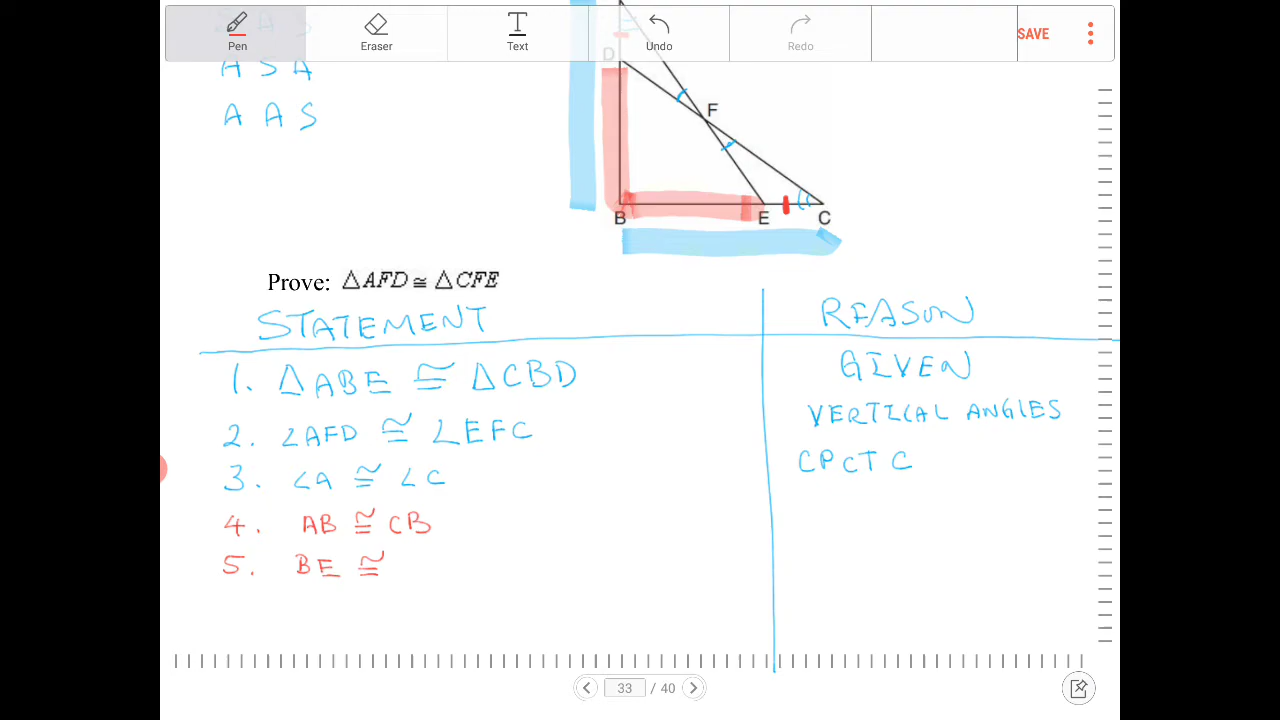 S A S
Pen
Eraser
Text
Undo
Redo
SAVE
D
A S A
A A S
F
B
E
C
Prove: △AFD ≅ △CFE
STATEMENT
REASON
1. △ABE ≅ △CBD
GIVEN
2. ∠AFD ≅ ∠EFC
VERTICAL ANGLES
3. ∠A ≅ ∠C
CPCTC
4. AB ≅ CB
5. BE ≅
33 / 40